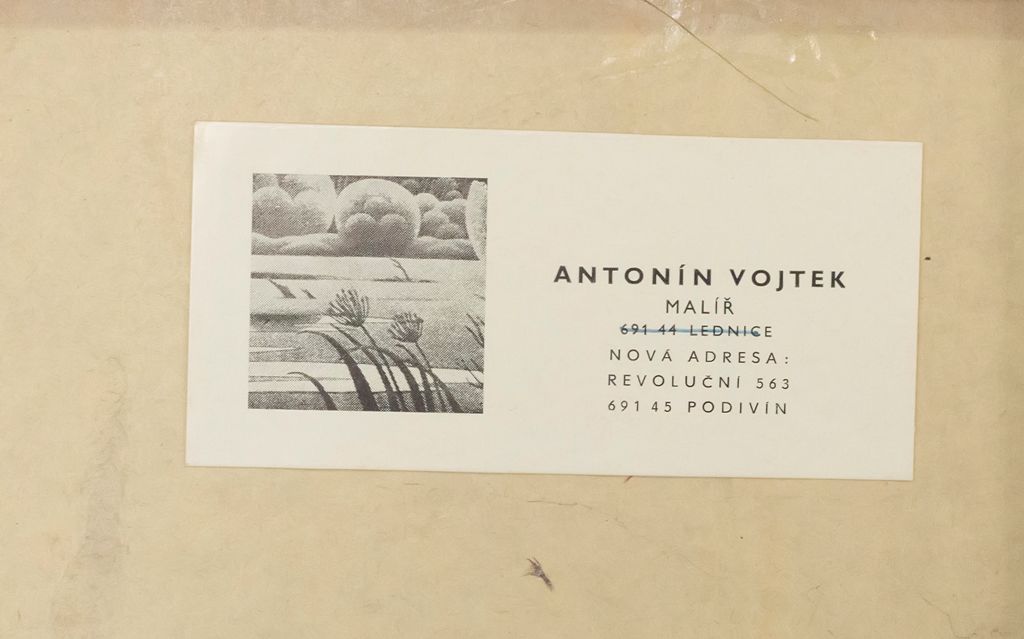 ANTONÍN VOJTEK
MALÍŘ
691 44 LEDNICE
NOVÁ ADRESA:
REVOLUČNÍ 563
691 45 PODIVÍN